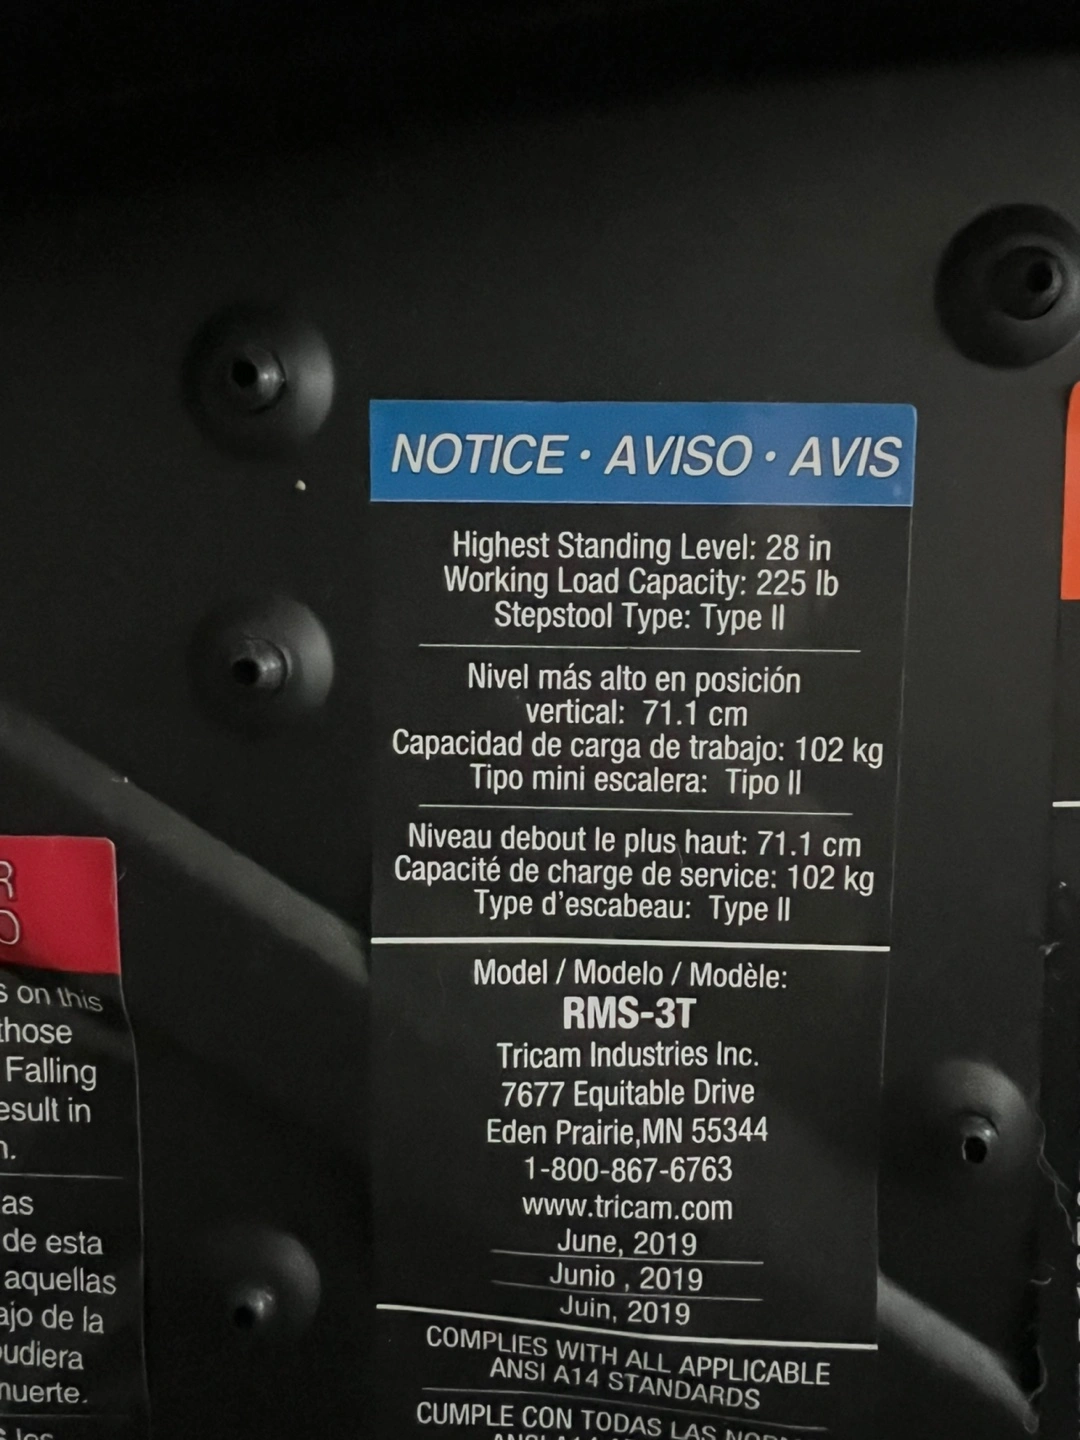 NOTICE • AVISO • AVIS
Highest Standing Level: 28 in
Working Load Capacity: 225 lb
Stepstool Type: Type II
Nivel más alto en posición
vertical: 71.1 cm
Capacidad de carga de trabajo: 102 kg
Tipo mini escalera: Tipo II
Niveau debout le plus haut: 71.1 cm
Capacité de charge de service: 102 kg
Type d'escabeau: Type II
Model / Modelo / Modèle:
RMS-3T
Tricam Industries Inc.
7677 Equitable Drive
Eden Prairie,MN 55344
1-800-867-6763
www.tricam.com
June, 2019
Junio , 2019
Juin, 2019
COMPLIES WITH ALL APPLICABLE
ANSI A14 STANDARDS
CUMPLE CON TODAS LAS
on this
those
Falling
in
de esta
aquellas
de la